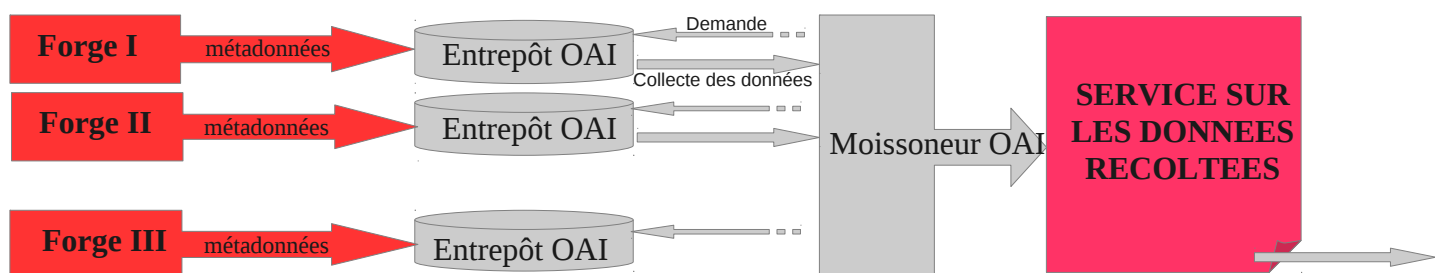 Forge I
métadonnées
Entrepôt OAI
Demande
Collecte des données
Forge II
métadonnées
Entrepôt OAI
Moissoneur OAI
SERVICE SUR
LES DONNEES
RECOLTEES
Forge III
métadonnées
Entrepôt OAI